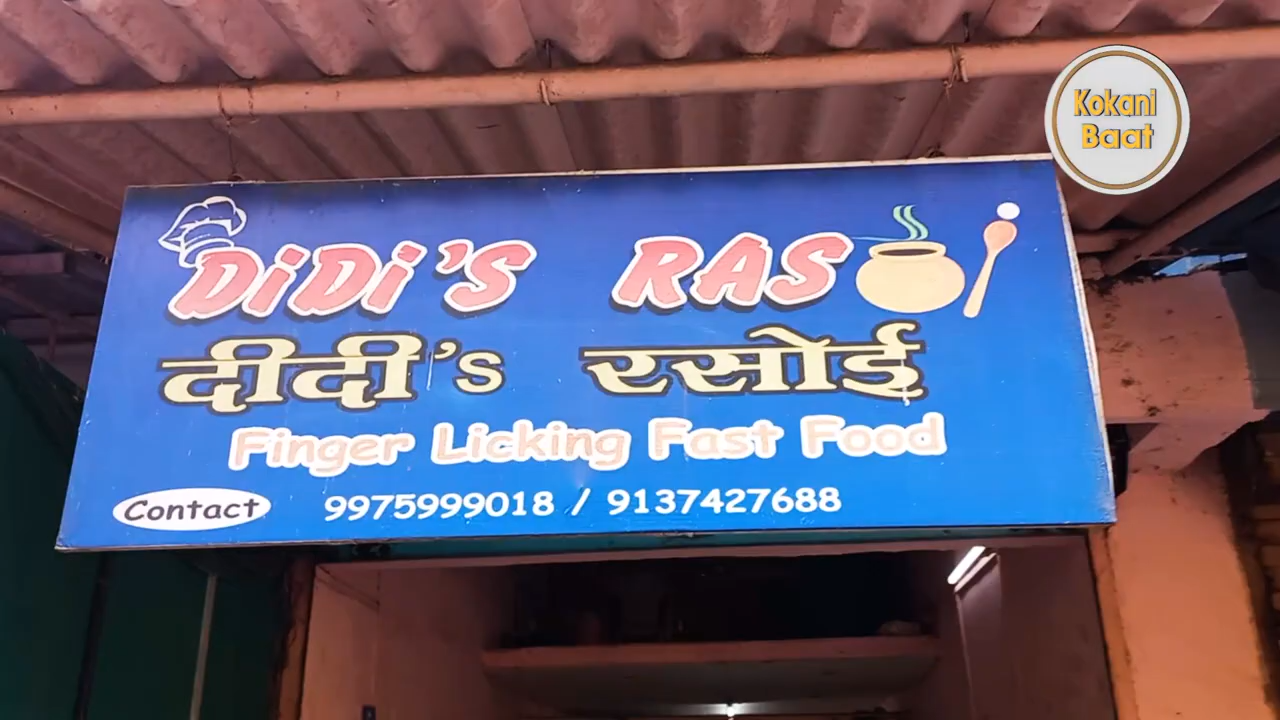 DiDi's RASOi
दीदी's रसोई
Finger Licking Fast Food
Contact 9975999018 / 9137427688
Kokani
Baat